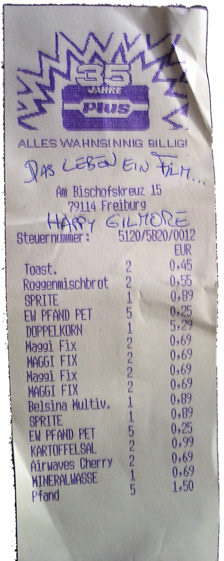 35
JAHRE
PLUS
ALLES WAHNSINNIG BILLIG!
DAS LEBEN EIN FILM...
Am Bischofskreuz 15
79114 Freiburg
HAPPY GILMORE
Steuernummer: 5120/5820/0012
EUR
Toast. 2 0,45
Roggenmischbrot 2 0,55
SPRITE 1 0,89
EW PFAND PET 5 0,25
DOPPELKORN 1 5,29
Maggi Fix 2 0,69
MAGGI FIX 2 0,69
Maggi Fix 2 0,69
MAGGI FIX 2 0,69
Belsina Multiv. 1 0,89
SPRITE 1 0,89
EW PFAND PET 5 0,25
KARTOFFELSAL 2 0,99
Airwaves Cherry 2 0,69
MINERALWASSE 1 0,69
Pfand 5 1,50